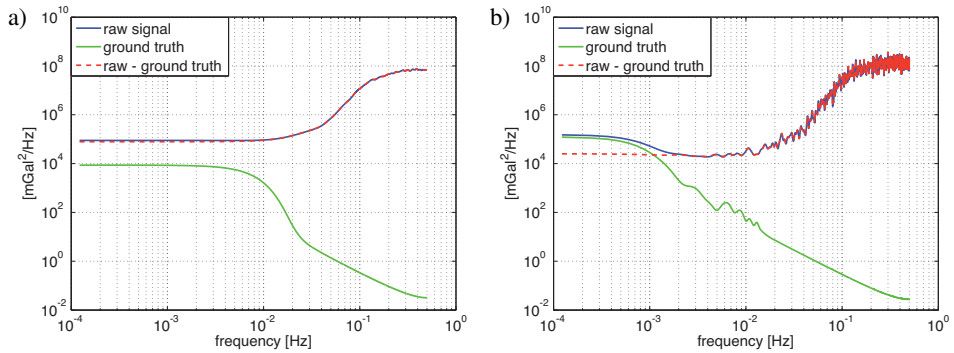 a)
10^10
10^8
10^6
10^4
10^2
10^0
10^-2
[mGal^2/Hz]
raw signal
ground truth
raw - ground truth
10^-4
10^-3
10^-2
10^-1
10^0
frequency [Hz]
b)
10^10
10^8
10^6
10^4
10^2
10^0
10^-2
[mGal^2/Hz]
raw signal
ground truth
raw - ground truth
10^-4
10^-3
10^-2
10^-1
10^0
frequency [Hz]